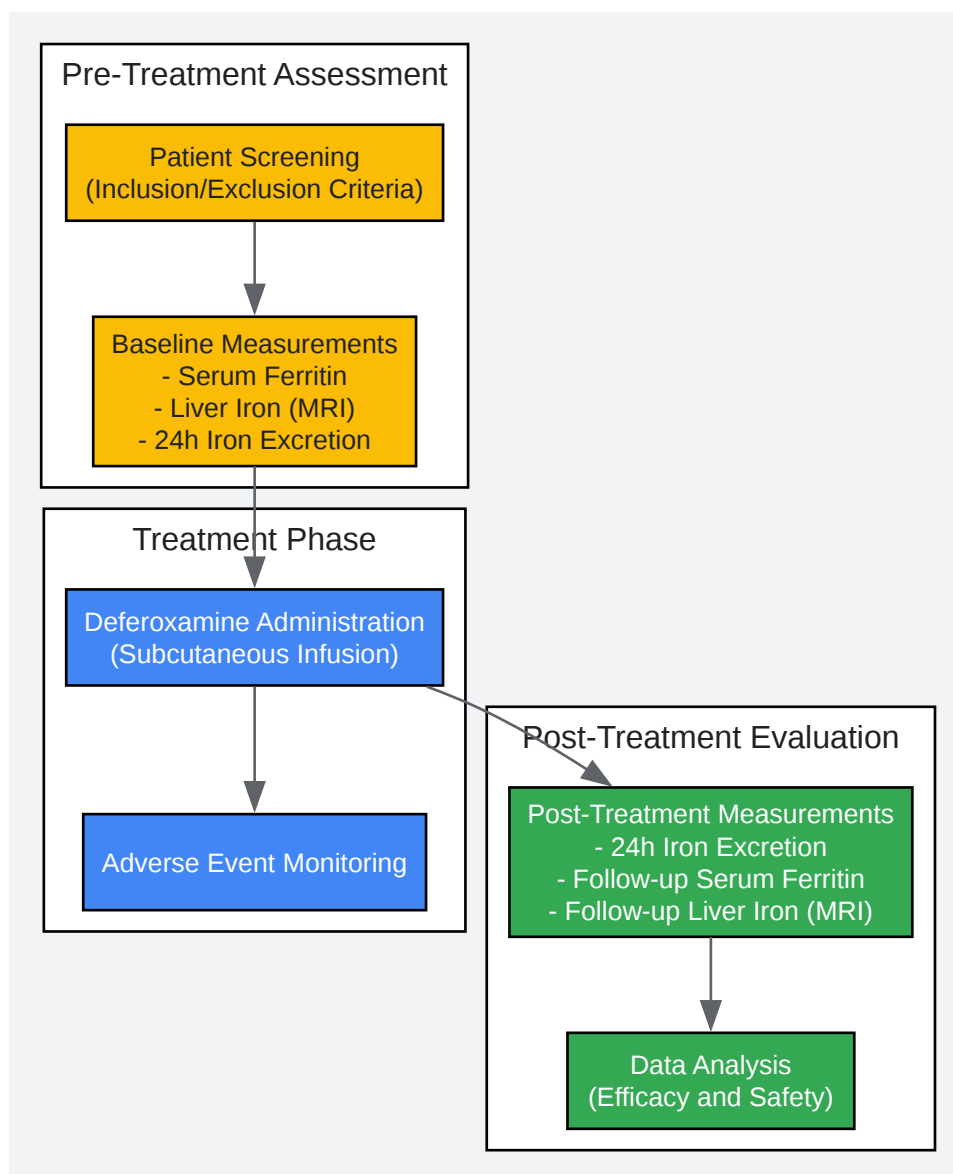 Pre-Treatment Assessment
Patient Screening
(Inclusion/Exclusion Criteria)
Baseline Measurements
- Serum Ferritin
- Liver Iron (MRI)
- 24h Iron Excretion
Treatment Phase
Deferoxamine Administration
(Subcutaneous Infusion)
Adverse Event Monitoring
Post-Treatment Evaluation
Post-Treatment Measurements
- 24h Iron Excretion
- Follow-up Serum Ferritin
- Follow-up Liver Iron (MRI)
Data Analysis
(Efficacy and Safety)